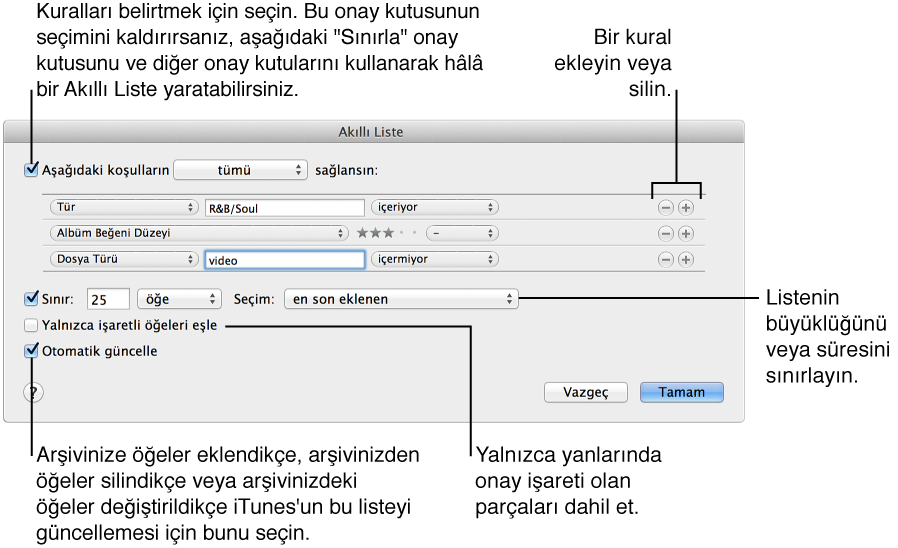 Kuralları belirtmek için seçin. Bu onay kutusunun
seçimini kaldırırsanız, aşağıdaki "Sınırla" onay
kutusunu ve diğer onay kutularını kullanarak hâlâ
bir Akıllı Liste yaratabilirsiniz.
Bir kural
ekleyin veya
silin.
Akıllı Liste
Aşağıdaki koşulların tümü sağlansın:
Tür R&B/Soul içeriyor
Albüm Beğeni Düzeyi –
Dosya Türü video içermiyor
Sınır: 25 öğe Seçim: en son eklenen
Yalnızca işaretli öğeleri eşle
Otomatik güncelle
? Vazgeç Tamam
Listenin
büyüklüğünü
veya süresini
sınırlayın.
Arşivinize öğeler eklendikçe, arşivinizden
öğeler silindikçe veya arşivinizdeki
öğeler değiştirildikçe iTunes'un bu listeyi
güncellemesi için bunu seçin.
Yalnızca yanlarında
onay işareti olan
parçaları dahil et.